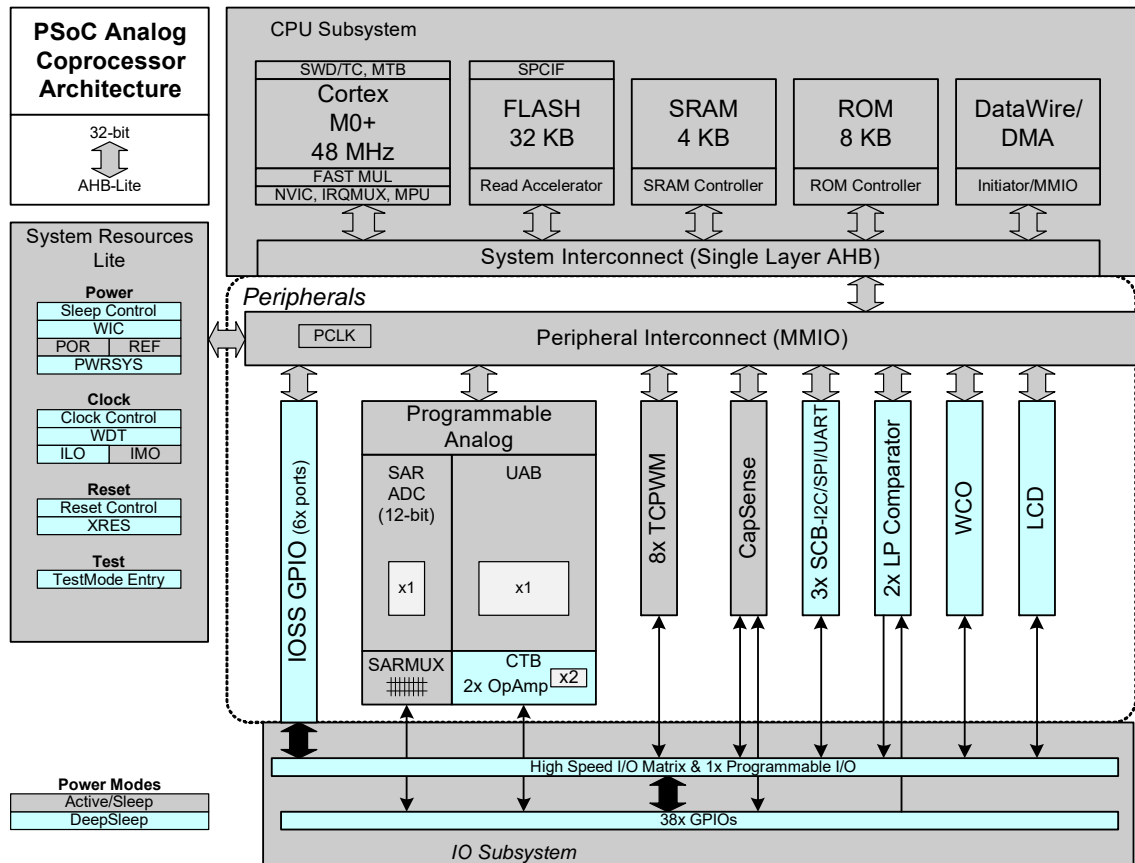 PSoC Analog
Coprocessor
Architecture
32-bit
AHB-Lite
CPU Subsystem
SWD/TC, MTB
Cortex
M0+
48 MHz
FAST MUL
NVIC, IRQMUX, MPU
SPCIF
FLASH
32 KB
Read Accelerator
SRAM
4 KB
SRAM Controller
ROM
8 KB
ROM Controller
DataWire/
DMA
Initiator/MMIO
System Interconnect (Single Layer AHB)
System Resources
Lite
Power
Sleep Control
WIC
POR REF
PWRSYS
Clock
Clock Control
WDT
ILO IMO
Reset
Reset Control
XRES
Test
TestMode Entry
Peripherals
PCLK
Peripheral Interconnect (MMIO)
IOSS GPIO (6x ports)
Programmable
Analog
SAR
ADC
(12-bit)
x1
UAB
x1
SARMUX
CTB
2x OpAmp
x2
8x TCPWM
CapSense
3x SCB-I2C/SPI/UART
2x LP Comparator
WCO
LCD
High Speed I/O Matrix & 1x Programmable I/O
38x GPIOs
IO Subsystem
Power Modes
Active/Sleep
DeepSleep